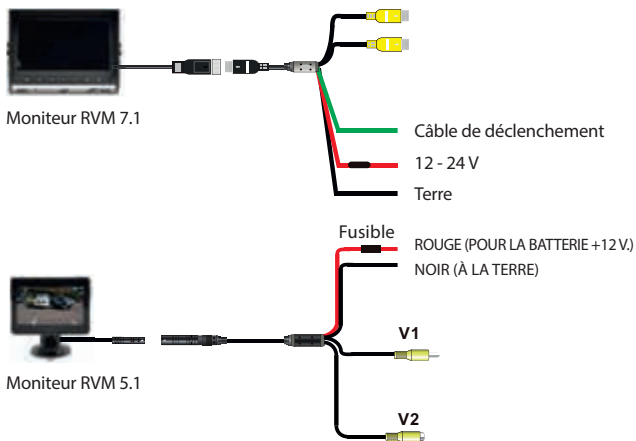 Moniteur RVM 7.1
Câble de déclenchement
12 - 24 V
Terre
Fusible
ROUGE (POUR LA BATTERIE +12 V.)
NOIR (À LA TERRE)
V1
Moniteur RVM 5.1
V2